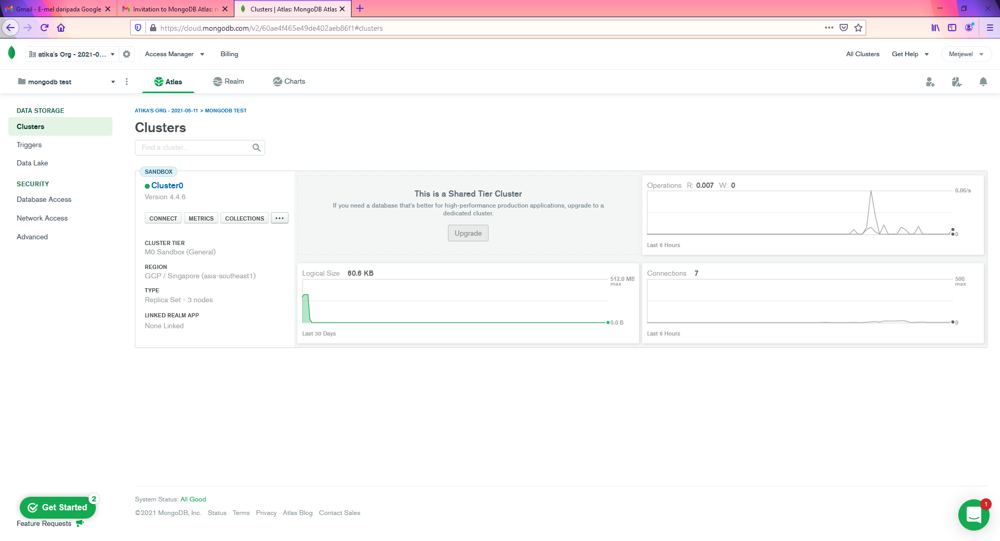 Gmail - E-mel daripada Google
Invitation to MongoDB Atlas:
Clusters | Atlas: MongoDB Atlas
https://cloud.mongodb.com/v2/60ae4f465e49de402aeb86f1#clusters
atika's Org - 2021-0...
Access Manager
Billing
All Clusters
Get Help
Metjewel
mongodb test
Atlas
Realm
Charts
DATA STORAGE
Clusters
Triggers
Data Lake
SECURITY
Database Access
Network Access
Advanced
ATIKA'S ORG - 2021-05-11 > MONGODB TEST
Clusters
Find a cluster...
SANDBOX
Cluster0
Version 4.4.6
CONNECT
METRICS
COLLECTIONS
CLUSTER TIER
M0 Sandbox (General)
REGION
GCP / Singapore (asia-southeast1)
TYPE
Replica Set - 3 nodes
LINKED REALM APP
None Linked
This is a Shared Tier Cluster
If you need a database that's better for high-performance production applications, upgrade to a
dedicated cluster.
Upgrade
Operations R: 0.007 W: 0
0.06/s
0
Last 6 Hours
Logical Size 60.6 KB
512.0 MB
max
0.0 B
Last 30 Days
Connections 7
500
max
0
Last 6 Hours
System Status: All Good
©2021 MongoDB, Inc. Status Terms Privacy Atlas Blog Contact Sales
Get Started
2
Feature Requests
1